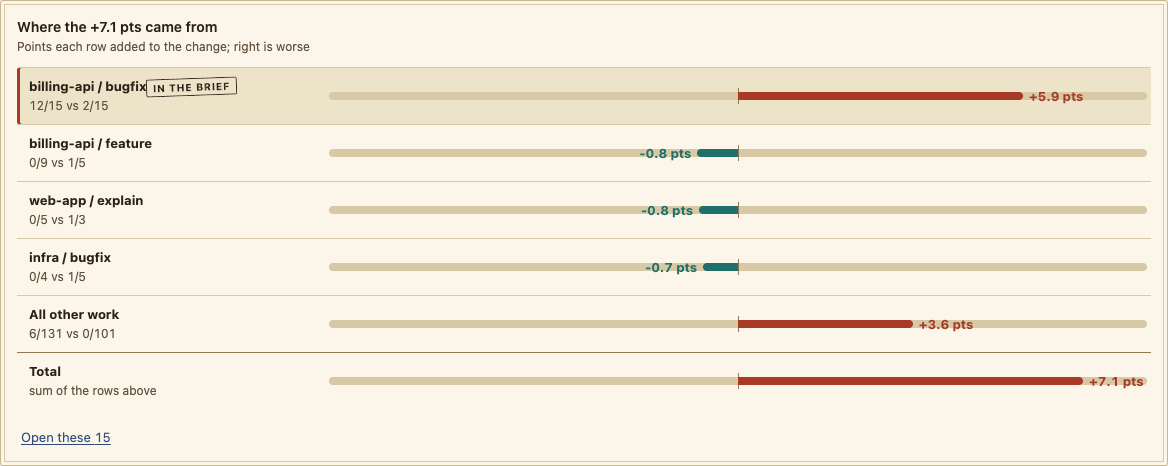 Where the +7.1 pts came from
Points each row added to the change; right is worse
billing-api / bugfix IN THE BRIEF
12/15 vs 2/15
+5.9 pts
billing-api / feature
0/9 vs 1/5
-0.8 pts
web-app / explain
0/5 vs 1/3
-0.8 pts
infra / bugfix
0/4 vs 1/5
-0.7 pts
All other work
6/131 vs 0/101
+3.6 pts
Total
sum of the rows above
+7.1 pts
Open these 15